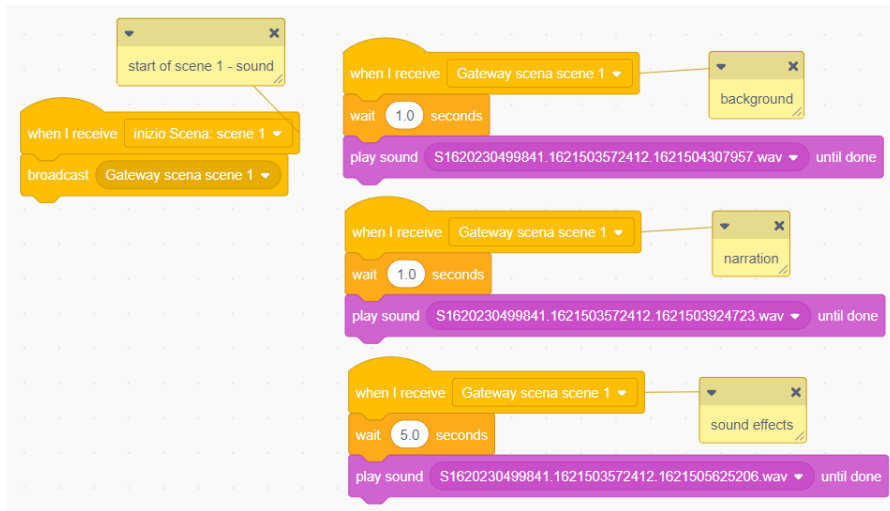 start of scene 1 - sound
when I receive inizio Scena: scene 1
broadcast Gateway scena scene 1
when I receive Gateway scena scene 1
background
wait 1.0 seconds
play sound S1620230499841.1621503572412.1621504307957.wav until done
when I receive Gateway scena scene 1
narration
wait 1.0 seconds
play sound S1620230499841.1621503572412.1621503924723.wav until done
when I receive Gateway scena scene 1
sound effects
wait 5.0 seconds
play sound S1620230499841.1621503572412.1621505625206.wav until done